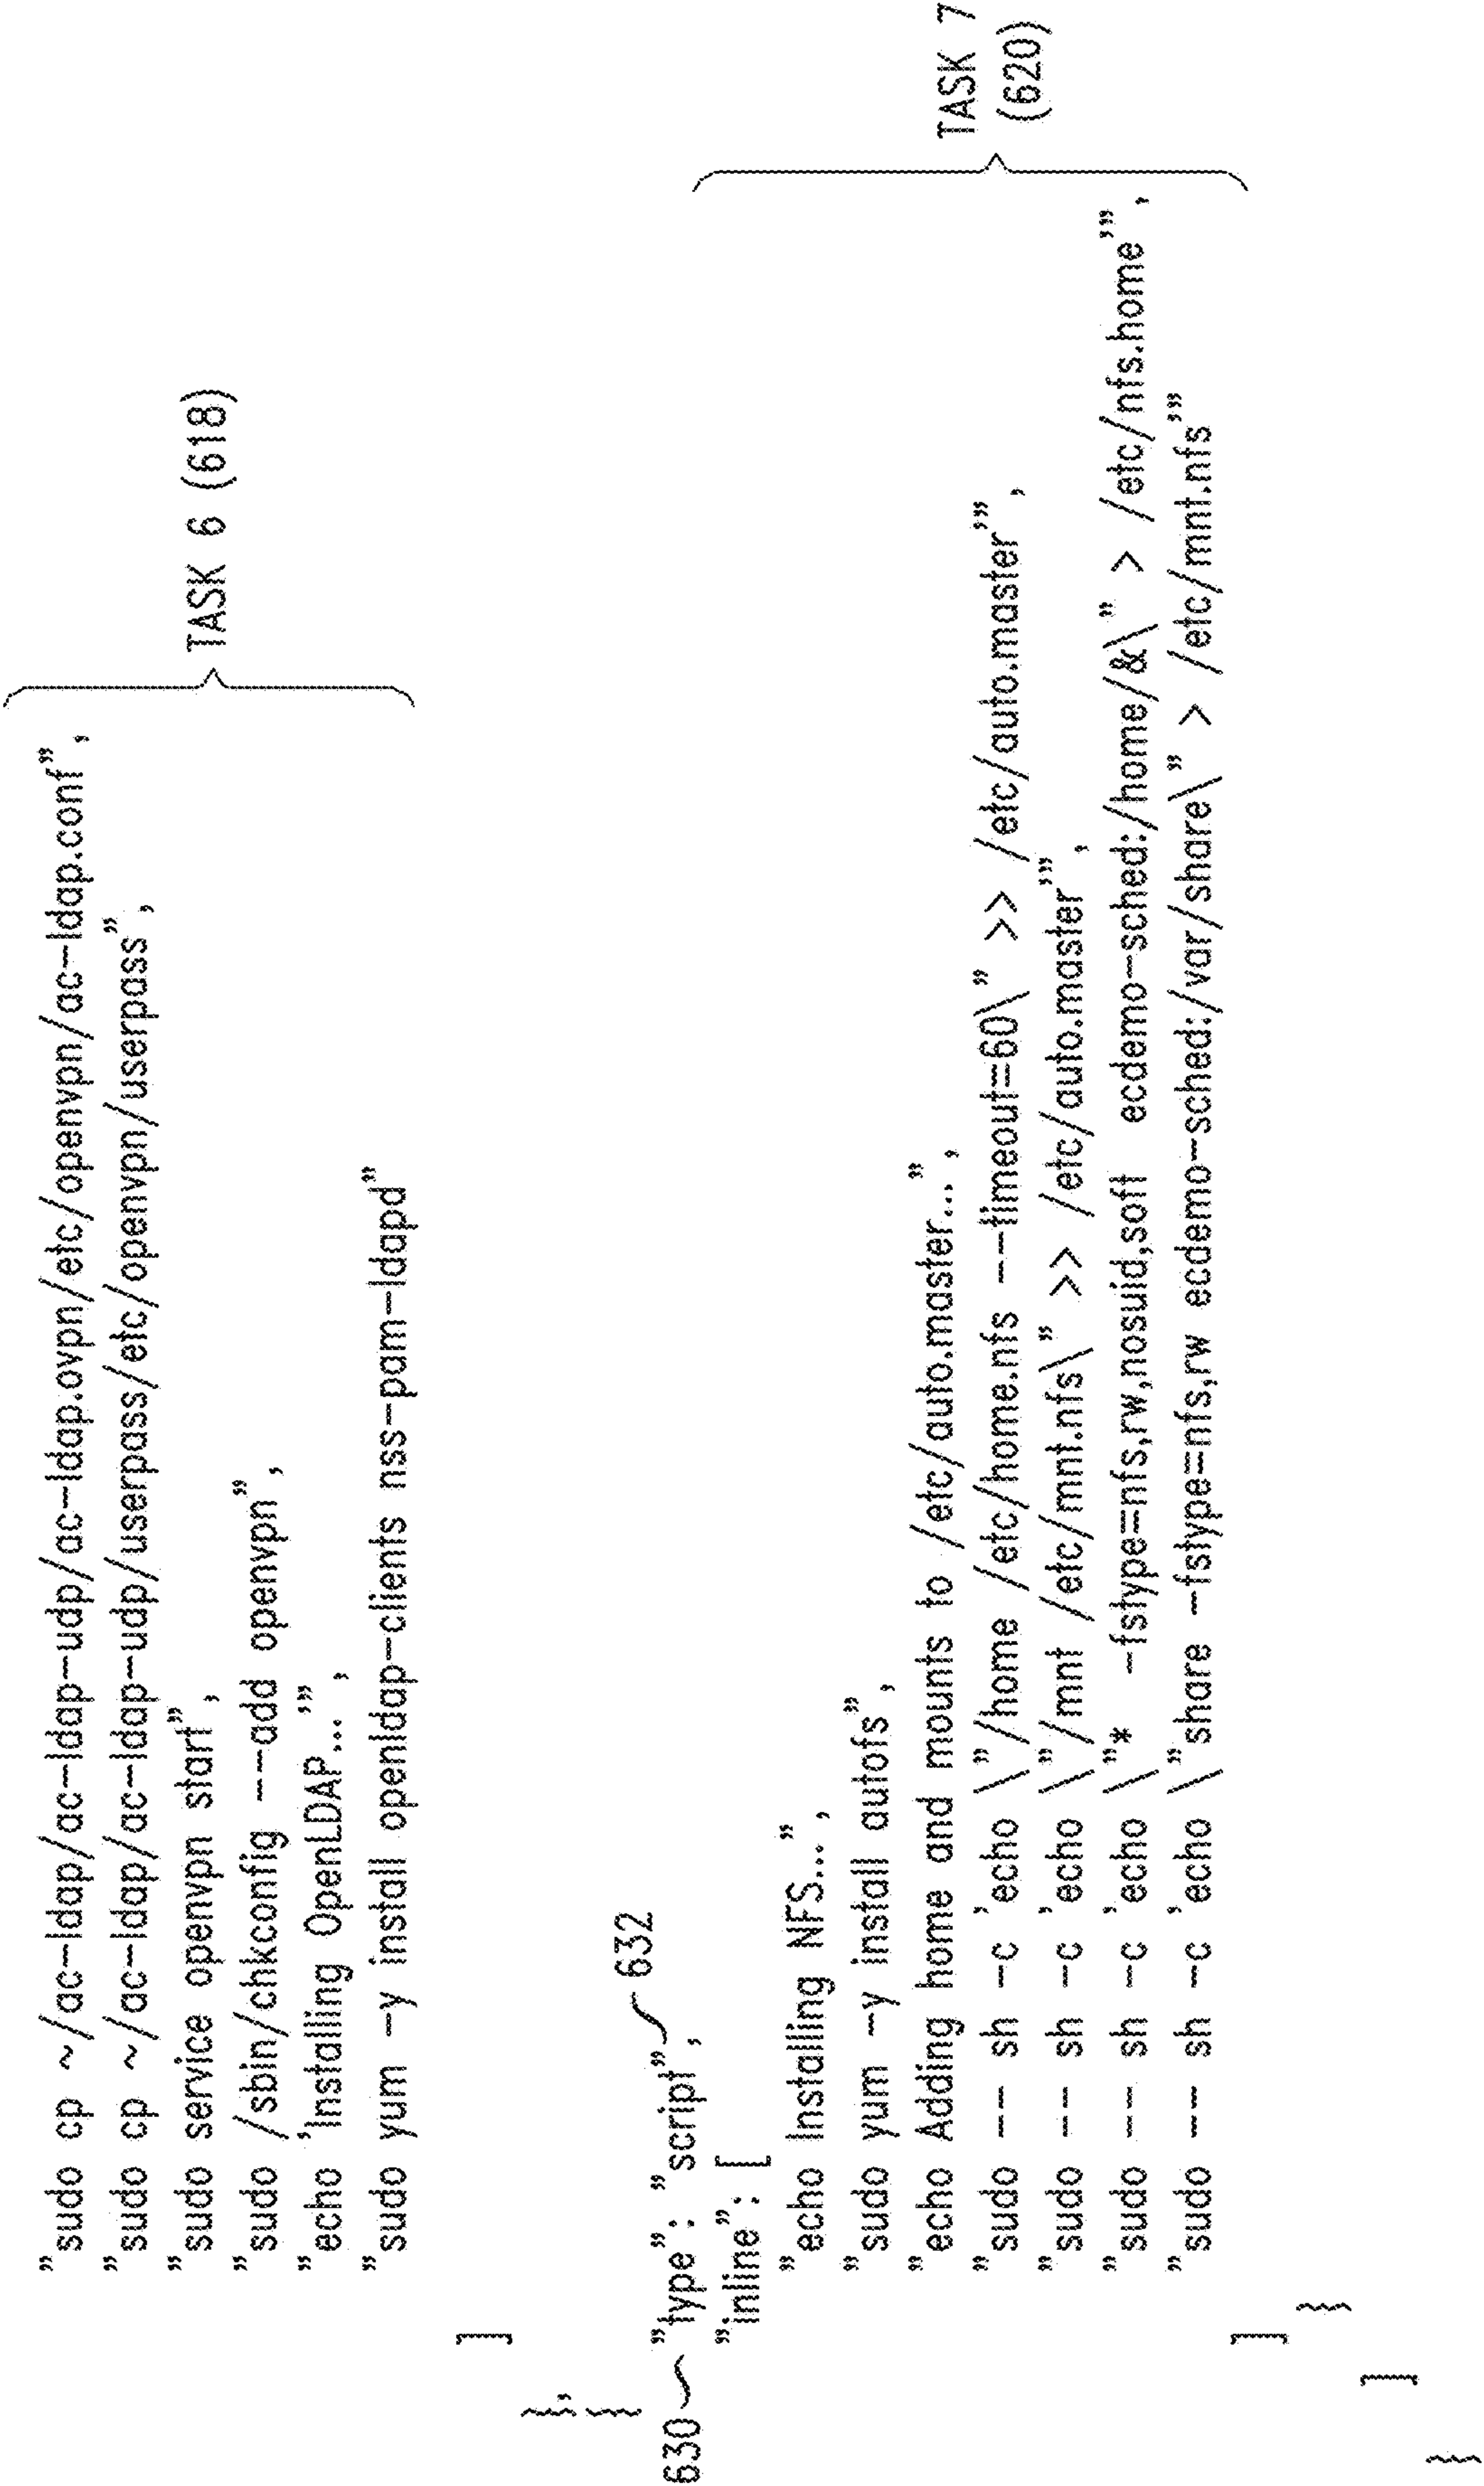 "sudo cp ~/ac-ldap/ac-ldap-udp/ac-ldap.ovpn/etc/openvpn/ac-ldap.conf",
"sudo cp ~/ac-ldap/ac-ldap-udp/userpass/etc/openvpn/userpass",
"sudo service openvpn start",
"sudo /sbin/chkconfig --add openvpn",
"echo 'Installing OpenLDAP...'",
"sudo yum -y install openldap-clients nss-pam-ldapd"
TASK 6 (618)
]
},
{
630 "type": "script", 632
"inline": [
"echo Installing NFS...",
"sudo yum -y install autofs",
"echo Adding home and mounts to /etc/auto.master...",
"sudo -- sh -c 'echo \"/home /etc/home.nfs --timeout=60\" >> /etc/auto.master'",
"sudo -- sh -c 'echo \"/mnt /etc/mnt.nfs\" >> /etc/auto.master'",
"sudo -- sh -c 'echo \"* -fstype=nfs,rw,nosuid,soft ecdemo-sched:/home/&\" > /etc/nfs.home'",
"sudo -- sh -c 'echo \"share -fstype=nfs,rw ecdemo-sched:/var/share\" > /etc/mnt.nfs'"
TASK 7
(620)
]
}
]
}